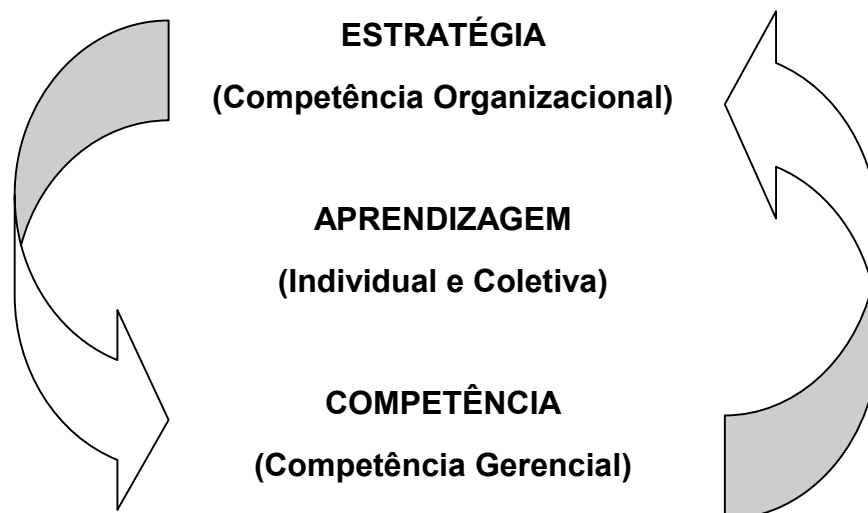 ESTRATÉGIA
(Competência Organizacional)
APRENDIZAGEM
(Individual e Coletiva)
COMPETÊNCIA
(Competência Gerencial)